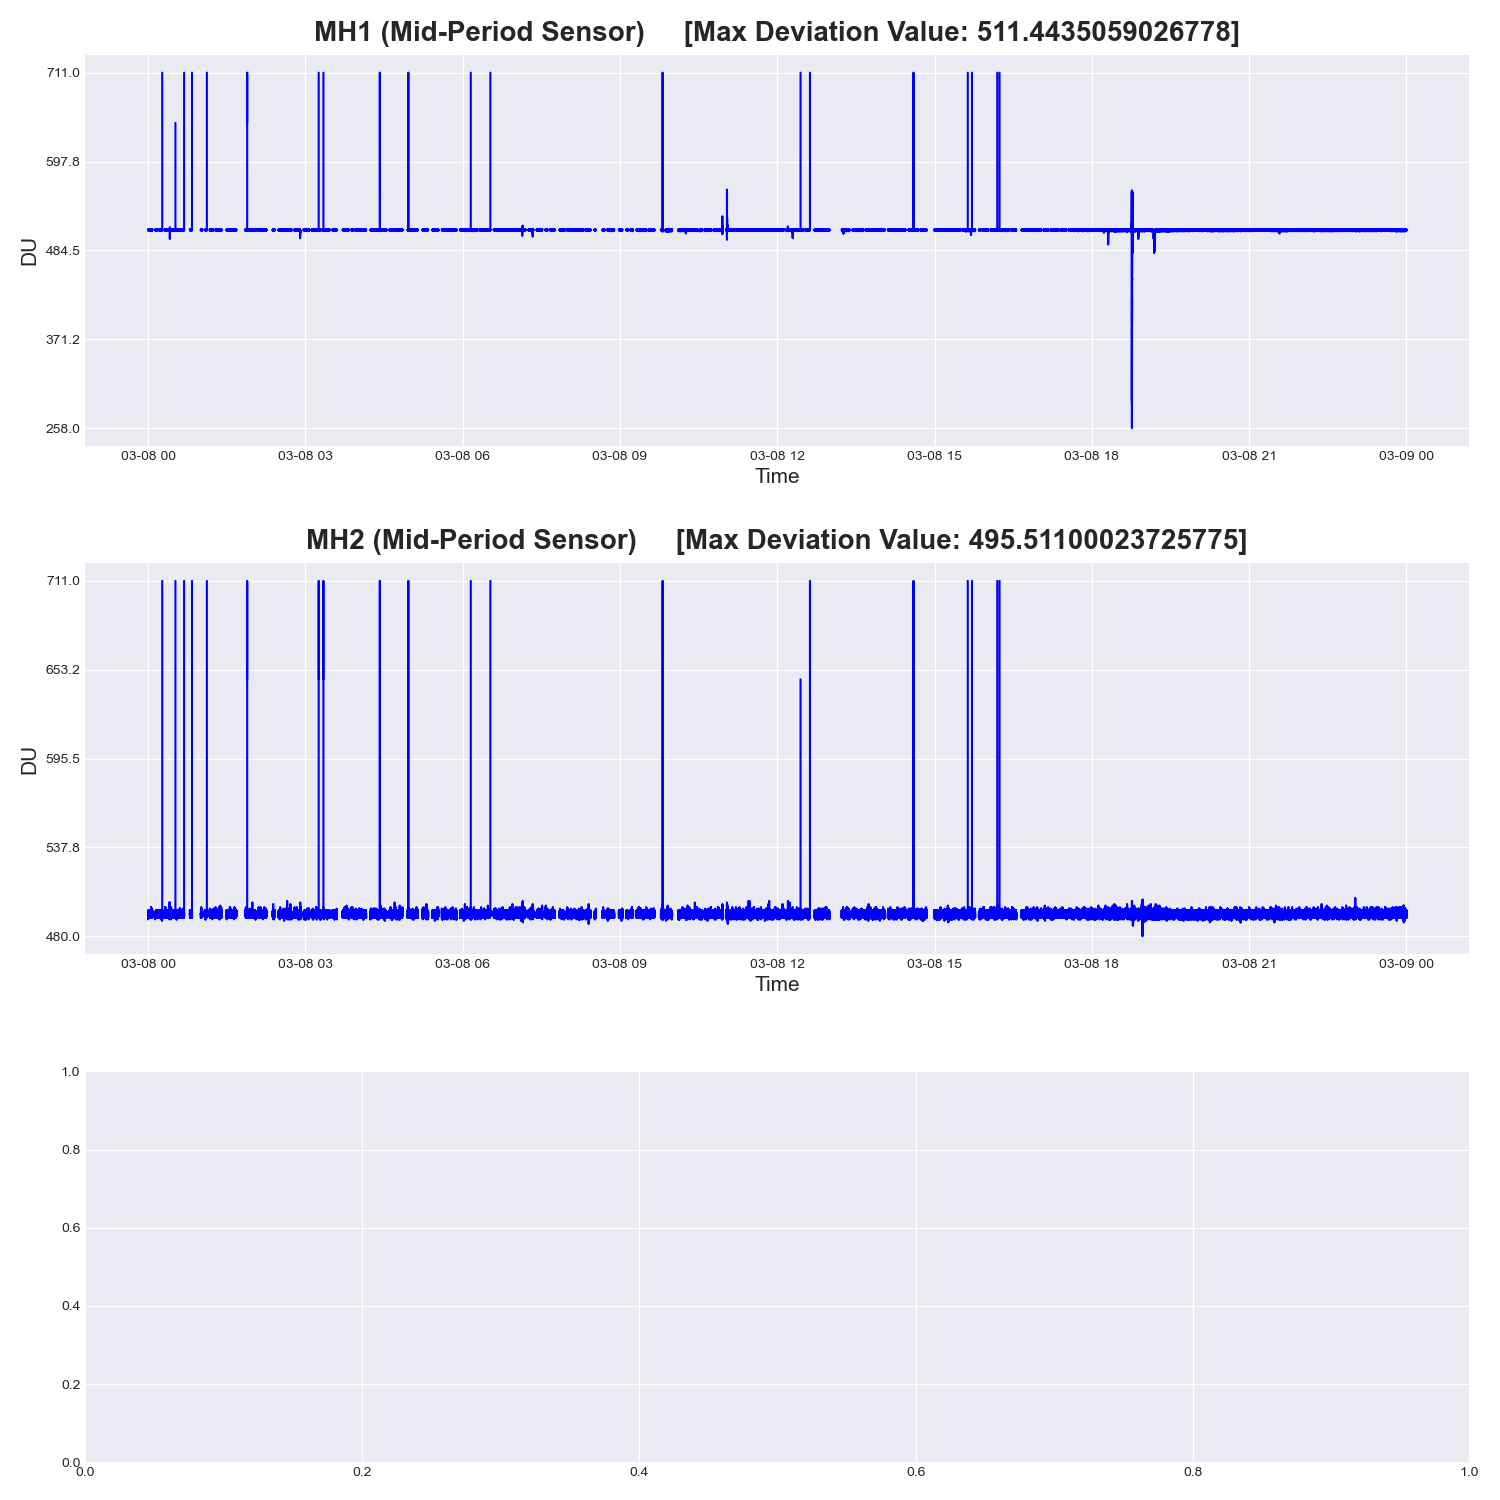 MH1 (Mid-Period Sensor) [Max Deviation Value: 511.4435059026778]
711.0
597.8
484.5
371.2
258.0
DU
03-08 00 03-08 03 03-08 06 03-08 09 03-08 12 03-08 15 03-08 18 03-08 21 03-09 00
Time
MH2 (Mid-Period Sensor) [Max Deviation Value: 495.51100023725775]
711.0
653.2
595.5
537.8
480.0
DU
03-08 00 03-08 03 03-08 06 03-08 09 03-08 12 03-08 15 03-08 18 03-08 21 03-09 00
Time
1.0
0.8
0.6
0.4
0.2
0.0
0.0 0.2 0.4 0.6 0.8 1.0